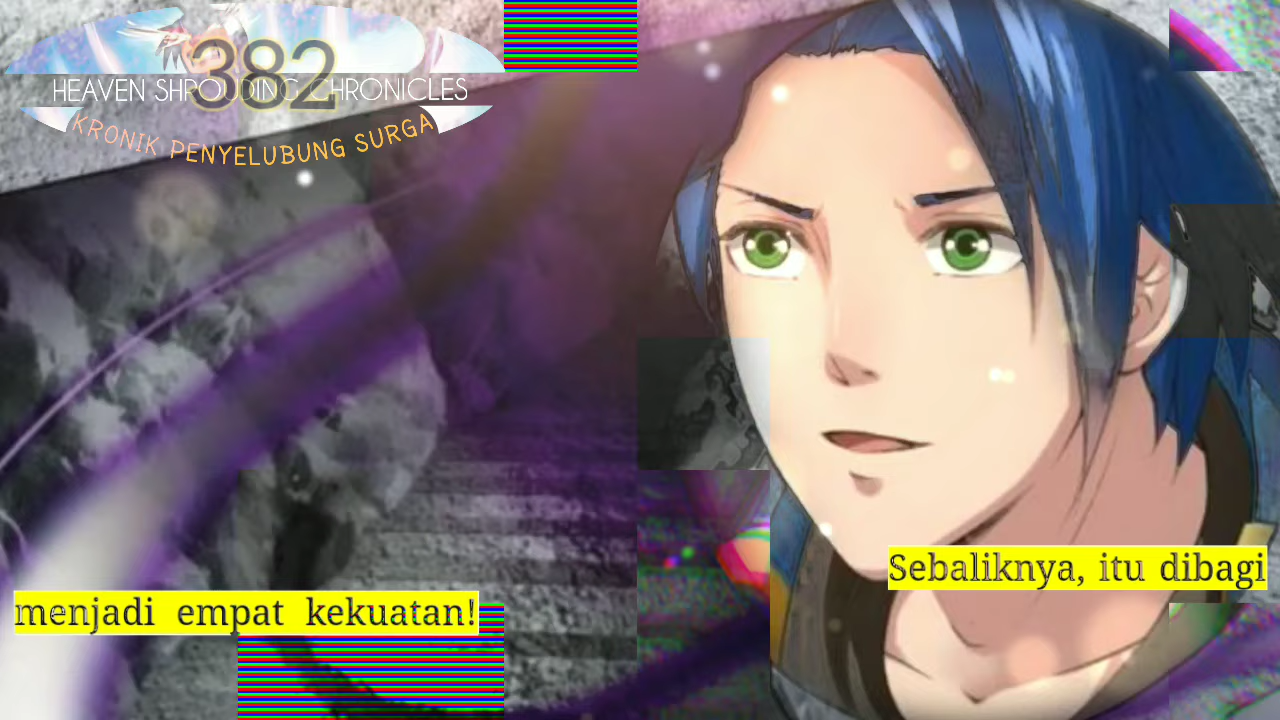 382
HEAVEN SHROUDING CHRONICLES
KRONIK PENYELUBUNG SURGA
Sebaliknya, itu dibagi
menjadi empat kekuatan!